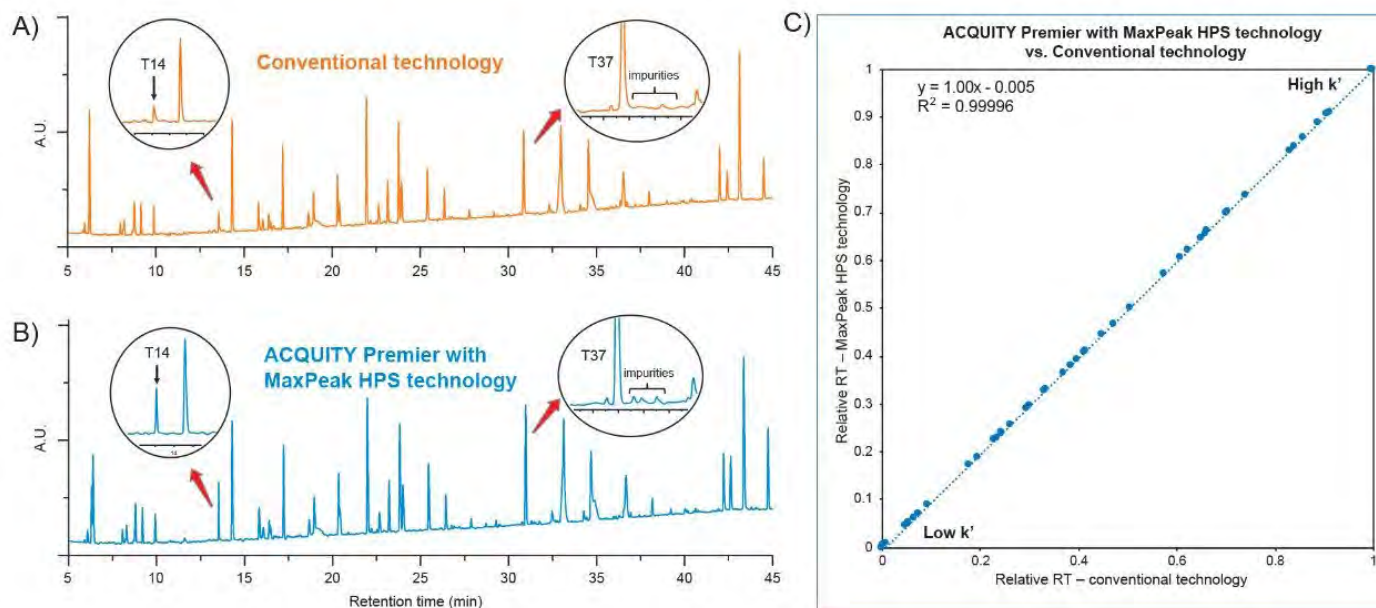 A)
Conventional technology
T14
T37
impurities
A.U.
5 10 15 20 25 30 35 40 45
B)
ACQUITY Premier with
MaxPeak HPS technology
T14
14
T37
impurities
A.U.
5 10 15 20 25 30 35 40 45
Retention time (min)
C)
ACQUITY Premier with MaxPeak HPS technology
vs. Conventional technology
y = 1.00x - 0.005
R² = 0.99996
High k'
Low k'
Relative RT – MaxPeak HPS technology
1
0.9
0.8
0.7
0.6
0.5
0.4
0.3
0.2
0.1
0
0 0.2 0.4 0.6 0.8 1
Relative RT – conventional technology